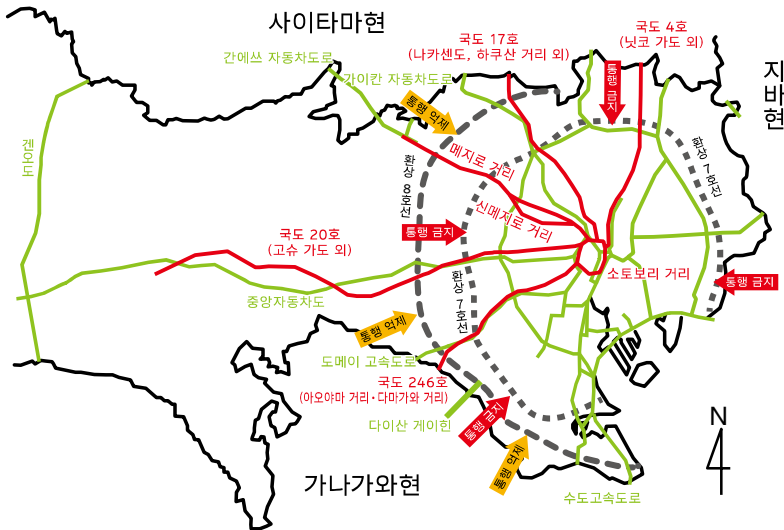 사이타마현
국도 17호
(나카센도, 하쿠산 거리 외)
국도 4호
(닛코 가도 외)
지바현
간에쓰 자동차도로
가이칸 자동차도로
통행 금지
통행 억제
겐오도
메지로 거리
환상 8호선
환상 7호선
신메지로 거리
통행 금지
국도 20호
(고슈 가도 외)
소토보리 거리
환상 7호선
통행 금지
중앙자동차도
통행 억제
도메이 고속도로
국도 246호
(아오야마 거리·다마가와 거리)
다이산 게이힌
통행 금지
통행 억제
N
가나가와현
수도고속도로